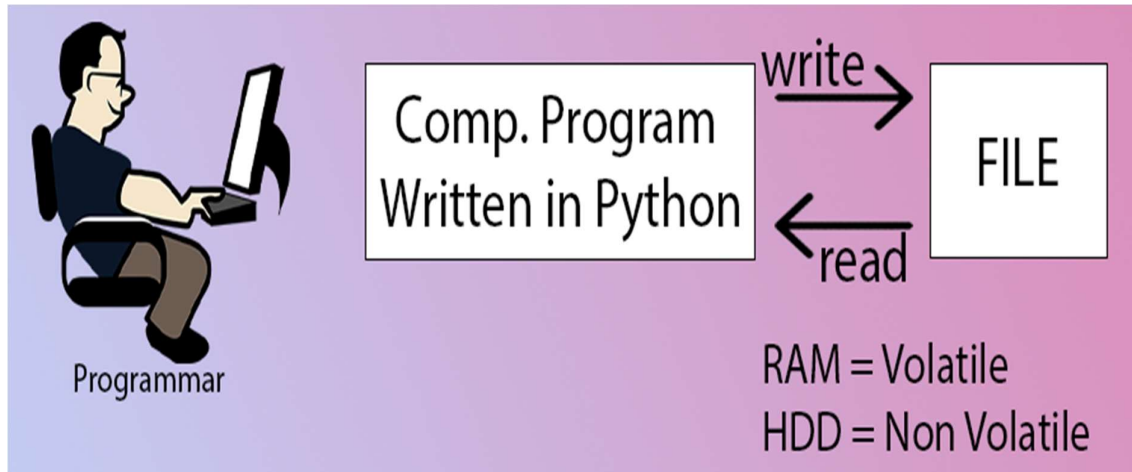 Programmar
Comp. Program
Written in Python
write
read
FILE
RAM = Volatile
HDD = Non Volatile